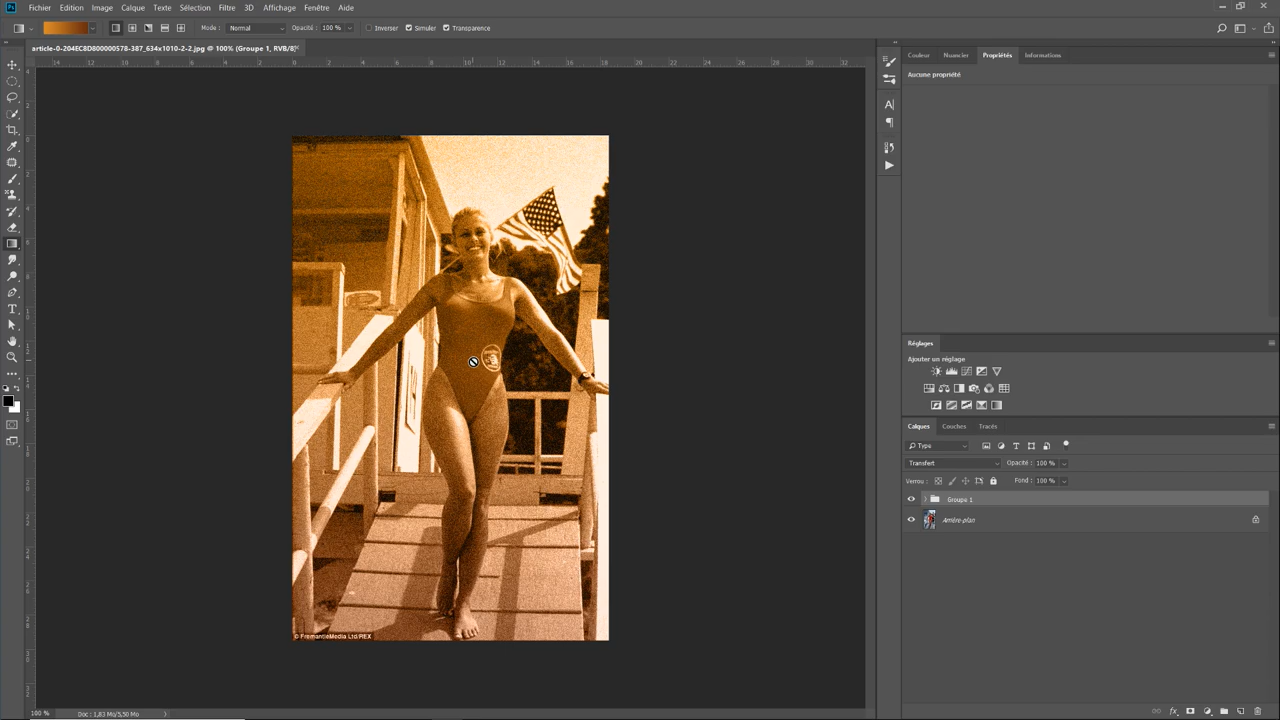 Fichier Edition Image Calque Texte Sélection Filtre 3D Affichage Fenêtre Aide
Mode : Normal Opacité : 100 % Inverser Simuler Transparence
article-0-204EC8D800000578-387_634x1010-2-2.jpg @ 100% (Groupe 1, RVB/8)
Couleur Nuancier Propriétés Informations
Aucune propriété
Réglages
Ajouter un réglage
Calques Couches Tracés
Type
Transfert Opacité : 100 %
Verrou : Fond : 100 %
Groupe 1
Arrière-plan
© FremantleMedia Ltd/REX
100 % Doc : 1,83 Mo/5,50 Mo